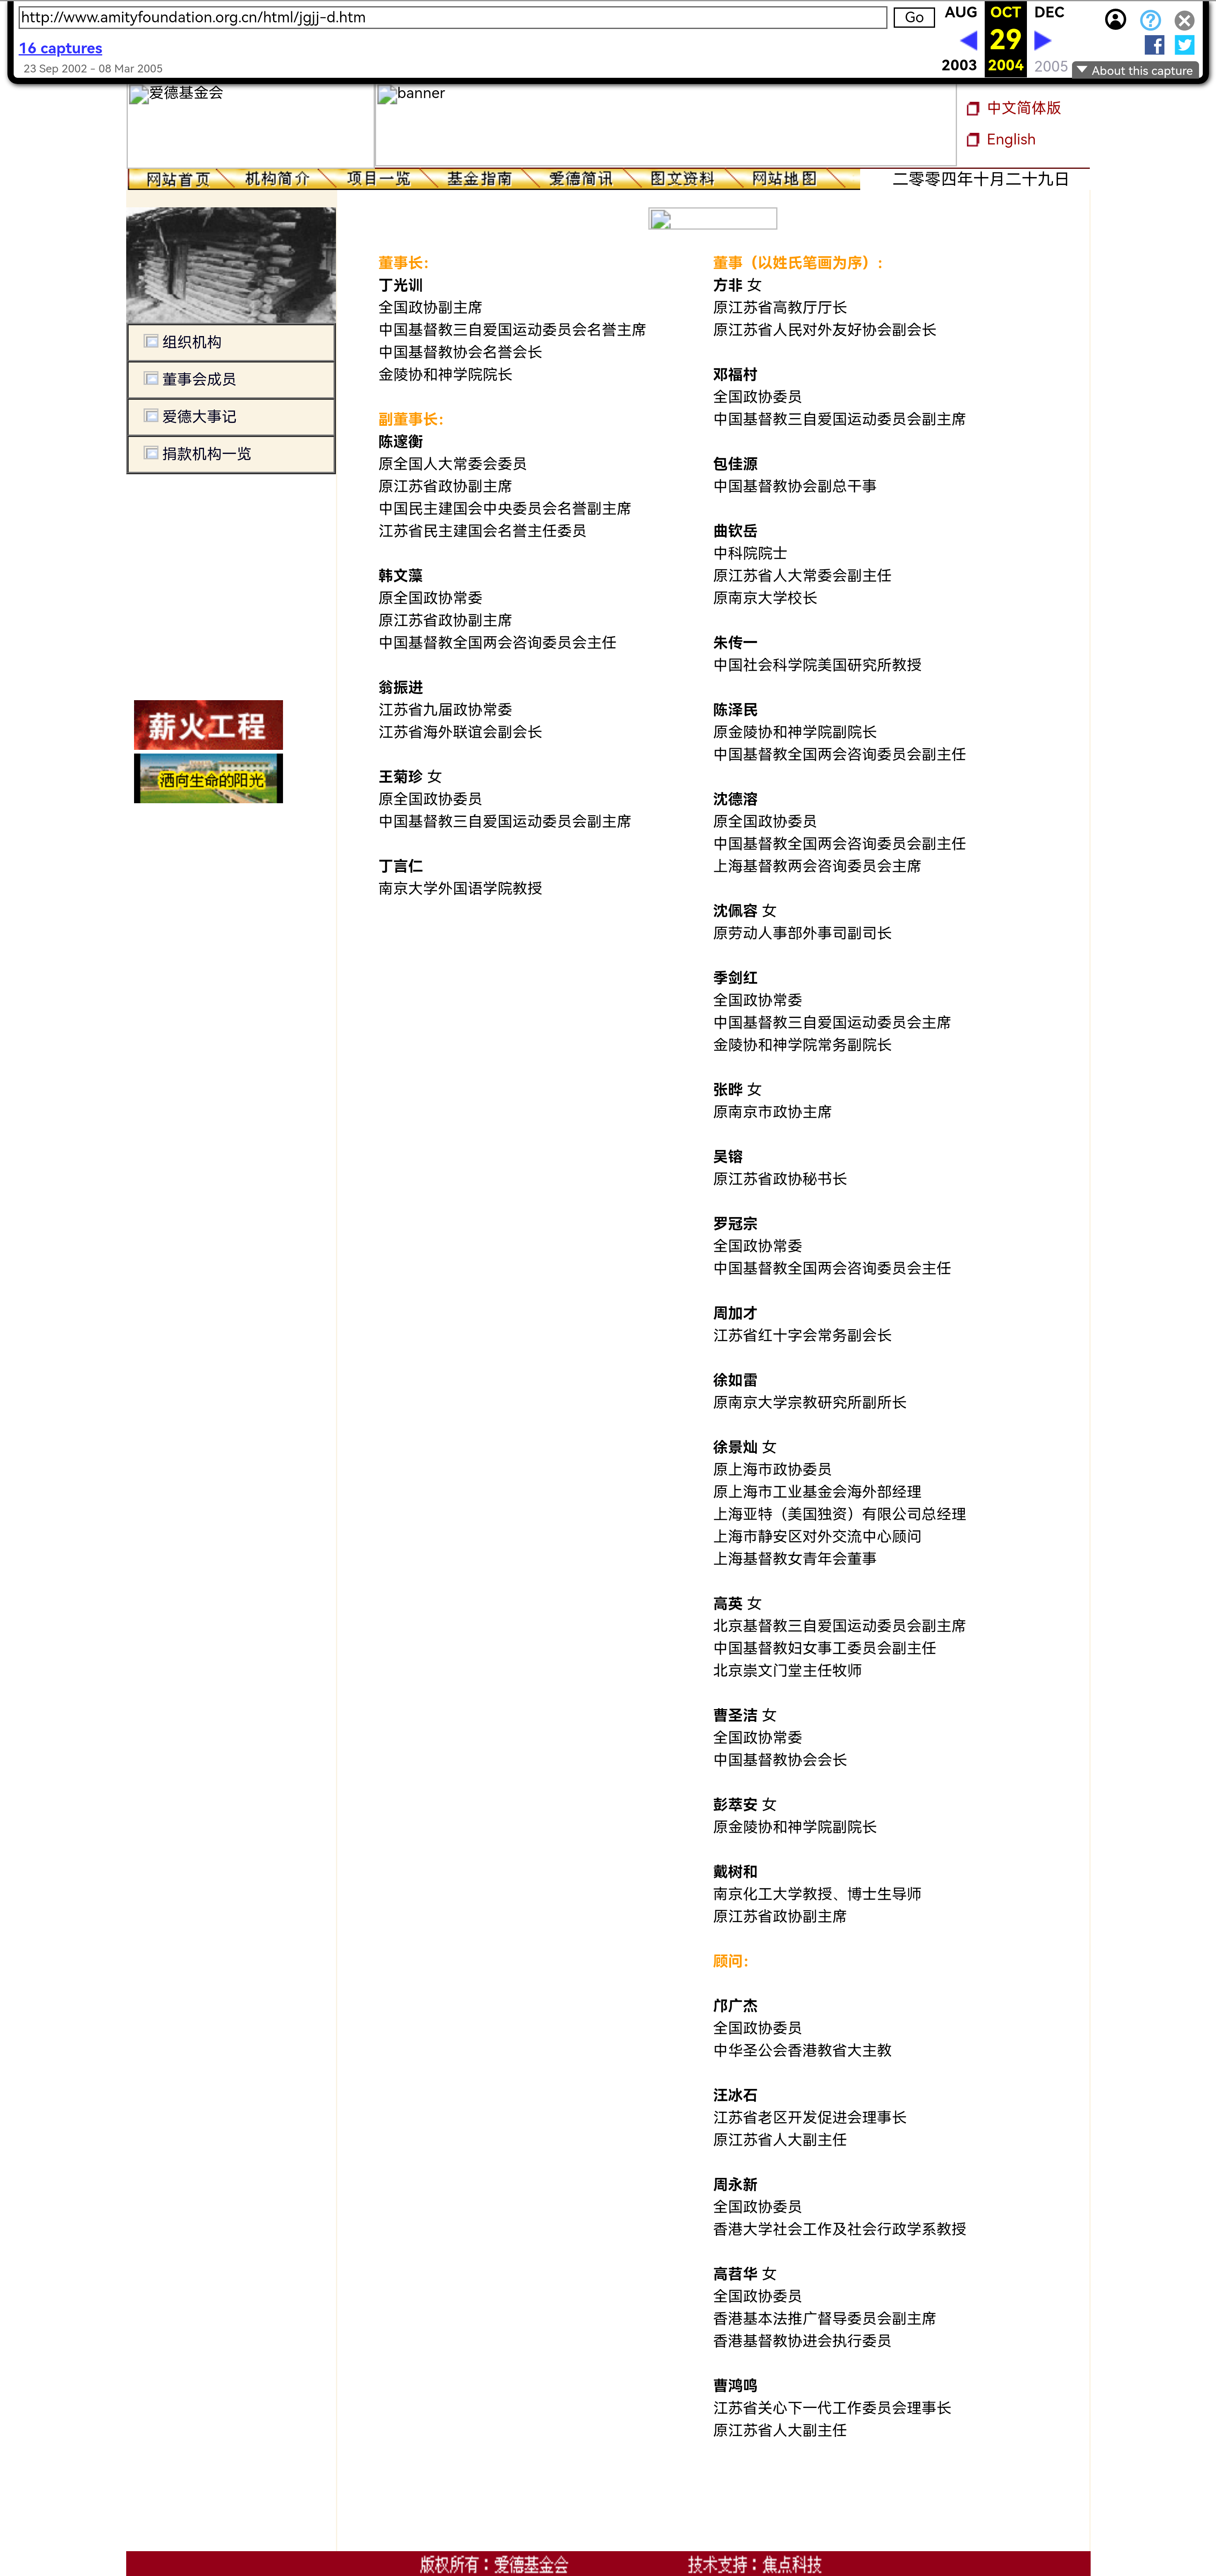 http://www.amityfoundation.org.cn/html/jgjj-d.htm
Go
AUG
OCT
DEC
16 captures
29
23 Sep 2002 - 08 Mar 2005
2003
2004
2005
About this capture
爱德基金会
banner
中文简体版
English
网站首页
机构简介
项目一览
基金指南
爱德简讯
图文资料
网站地图
二零零四年十月二十九日
组织机构
董事会成员
爱德大事记
捐款机构一览
薪火工程
洒向生命的阳光
董事长：
丁光训
全国政协副主席
中国基督教三自爱国运动委员会名誉主席
中国基督教协会名誉会长
金陵协和神学院院长
副董事长：
陈邃衡
原全国人大常委会委员
原江苏省政协副主席
中国民主建国会中央委员会名誉副主席
江苏省民主建国会名誉主任委员
韩文藻
原全国政协常委
原江苏省政协副主席
中国基督教全国两会咨询委员会主任
翁振进
江苏省九届政协常委
江苏省海外联谊会副会长
王菊珍 女
原全国政协委员
中国基督教三自爱国运动委员会副主席
丁言仁
南京大学外国语学院教授
董事（以姓氏笔画为序）：
方非 女
原江苏省高教厅厅长
原江苏省人民对外友好协会副会长
邓福村
全国政协委员
中国基督教三自爱国运动委员会副主席
包佳源
中国基督教协会副总干事
曲钦岳
中科院院士
原江苏省人大常委会副主任
原南京大学校长
朱传一
中国社会科学院美国研究所教授
陈泽民
原金陵协和神学院副院长
中国基督教全国两会咨询委员会副主任
沈德溶
原全国政协委员
中国基督教全国两会咨询委员会副主任
上海基督教两会咨询委员会主席
沈佩容 女
原劳动人事部外事司副司长
季剑红
全国政协常委
中国基督教三自爱国运动委员会主席
金陵协和神学院常务副院长
张晔 女
原南京市政协主席
吴镕
原江苏省政协秘书长
罗冠宗
全国政协常委
中国基督教全国两会咨询委员会主任
周加才
江苏省红十字会常务副会长
徐如雷
原南京大学宗教研究所副所长
徐景灿 女
原上海市政协委员
原上海市工业基金会海外部经理
上海亚特（美国独资）有限公司总经理
上海市静安区对外交流中心顾问
上海基督教女青年会董事
高英 女
北京基督教三自爱国运动委员会副主席
中国基督教妇女事工委员会副主任
北京崇文门堂主任牧师
曹圣洁 女
全国政协常委
中国基督教协会会长
彭萃安 女
原金陵协和神学院副院长
戴树和
南京化工大学教授、博士生导师
原江苏省政协副主席
顾问：
邝广杰
全国政协委员
中华圣公会香港教省大主教
汪冰石
江苏省老区开发促进会理事长
原江苏省人大副主任
周永新
全国政协委员
香港大学社会工作及社会行政学系教授
高苕华 女
全国政协委员
香港基本法推广督导委员会副主席
香港基督教协进会执行委员
曹鸿鸣
江苏省关心下一代工作委员会理事长
原江苏省人大副主任
版权所有：爱德基金会
技术支持：焦点科技